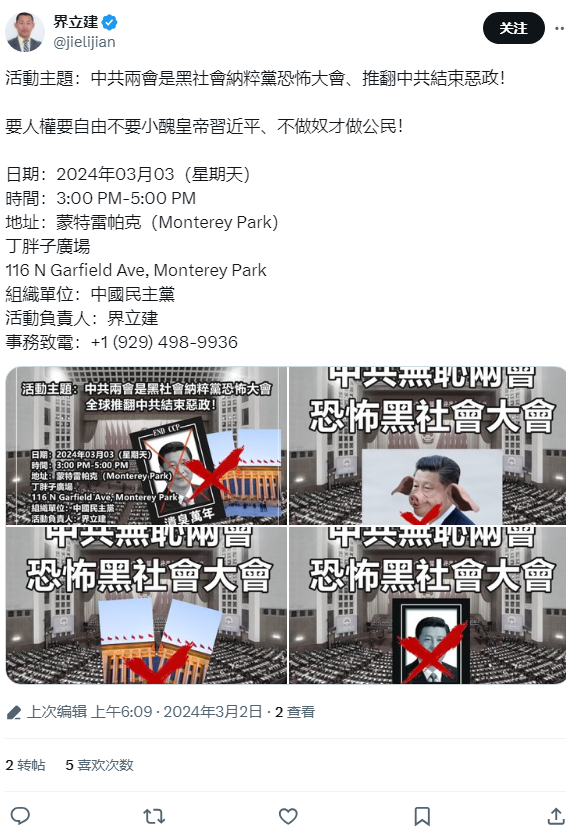 界立建
@jielijian
关注
活動主題：中共兩會是黑社會納粹黨恐怖大會、推翻中共結束惡政！
要人權要自由不要小醜皇帝習近平、不做奴才做公民！
日期：2024年03月03（星期天）
時間：3:00 PM-5:00 PM
地址：蒙特雷帕克（Monterey Park）
丁胖子廣場
116 N Garfield Ave, Monterey Park
組織單位：中國民主黨
活動負責人：界立建
事務致電：+1 (929) 498-9936
活動主題：中共兩會是黑社會納粹黨恐怖大會
全球推翻中共結束惡政！
END CCP
日期：2024年03月03（星期天）
時間：3:00 PM-5:00 PM
地址：蒙特雷帕克（Monterey Park）
丁胖子廣場
116 N Garfield Ave, Monterey Park
組織單位：中國民主黨
活動負責人：界立建
遺臭萬年
中共無恥兩會
恐怖黑社會大會
中共無恥兩會
恐怖黑社會大會
中共無恥兩會
恐怖黑社會大會
上次编辑 上午6:09 · 2024年3月2日 · 2 查看
2 转帖 5 喜欢次数